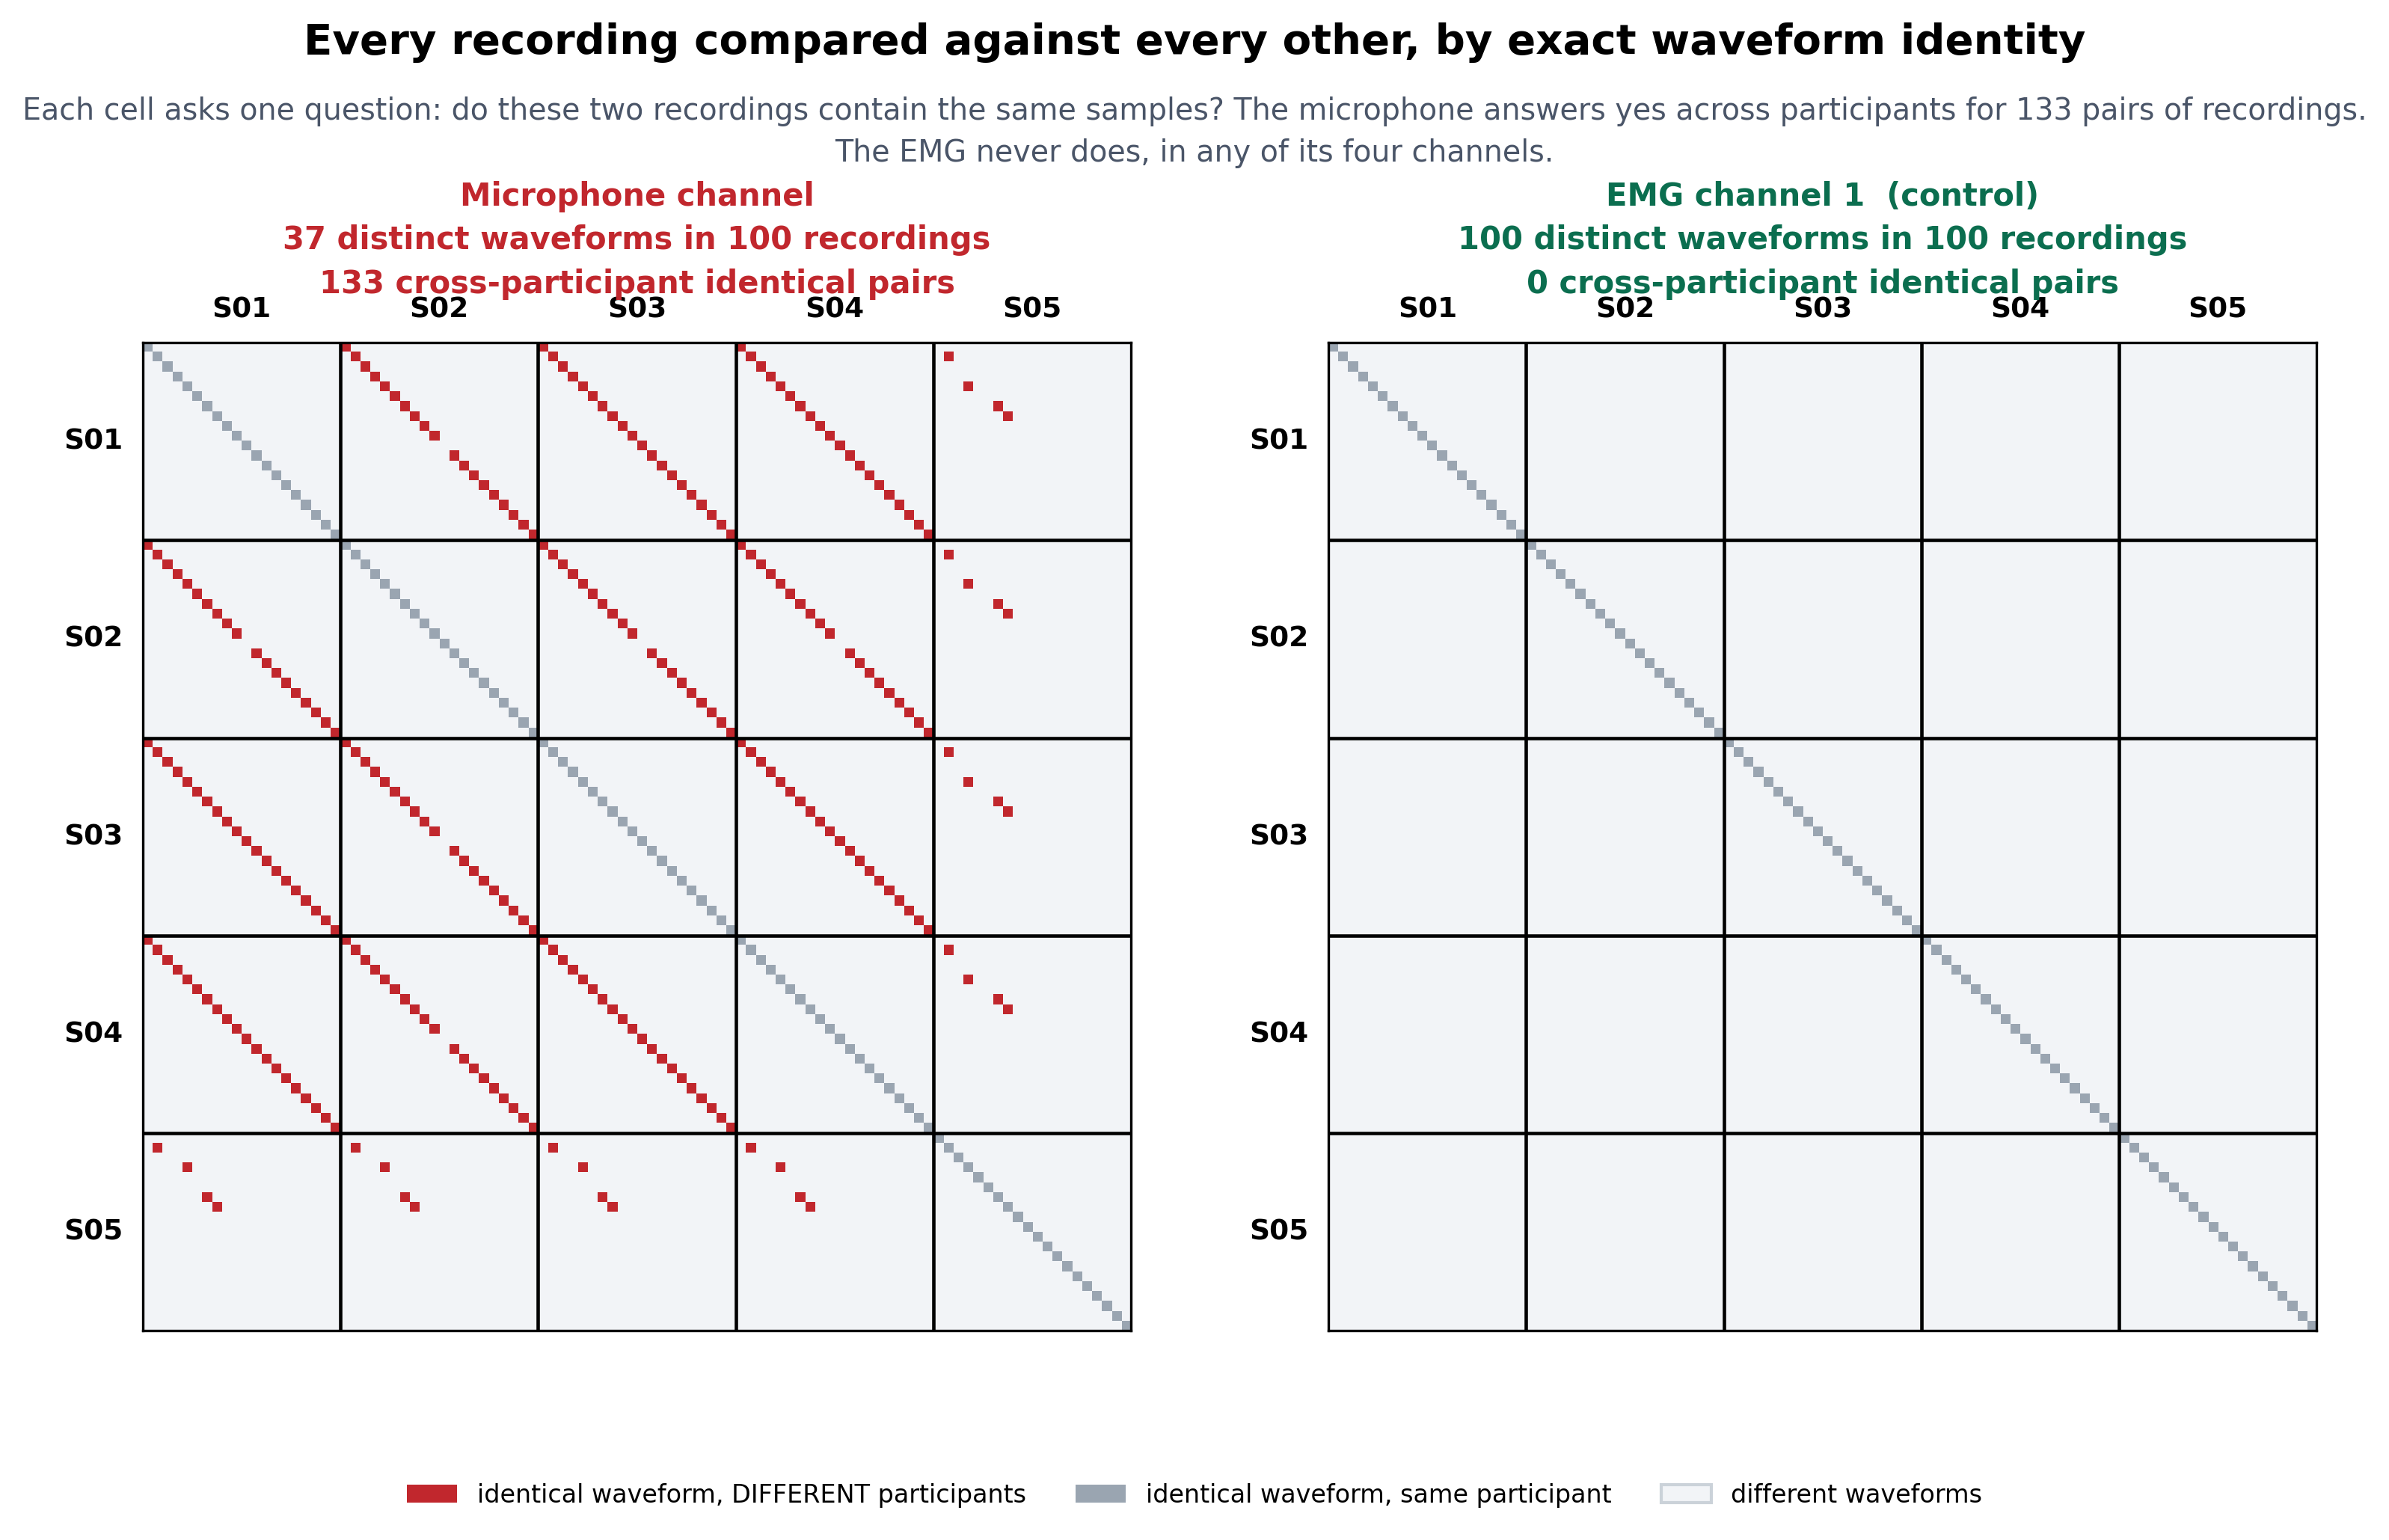 Every recording compared against every other, by exact waveform identity
Each cell asks one question: do these two recordings contain the same samples? The microphone answers yes across participants for 133 pairs of recordings.
The EMG never does, in any of its four channels.
Microphone channel
37 distinct waveforms in 100 recordings
133 cross-participant identical pairs
S01 S02 S03 S04 S05
S01
S02
S03
S04
S05
EMG channel 1 (control)
100 distinct waveforms in 100 recordings
0 cross-participant identical pairs
S01 S02 S03 S04 S05
S01
S02
S03
S04
S05
identical waveform, DIFFERENT participants
identical waveform, same participant
different waveforms